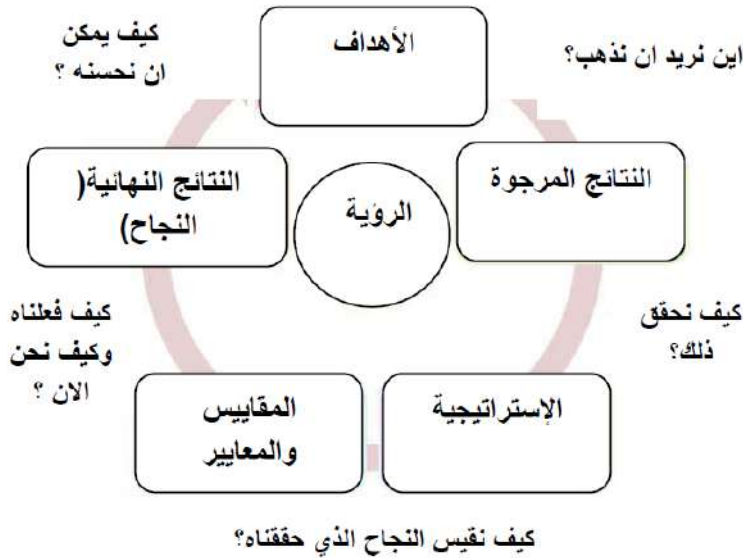 الأهداف
اين نريد ان نذهب؟
كيف يمكن
ان نحسنه ؟
النتائج المرجوة
الرؤية
النتائج النهائية(
النجاح)
كيف نحقق
ذلك؟
كيف فعلناه
وكيف نحن
الان ؟
الإستراتيجية
المقاييس
والمعايير
كيف نقيس النجاح الذي حققناه؟